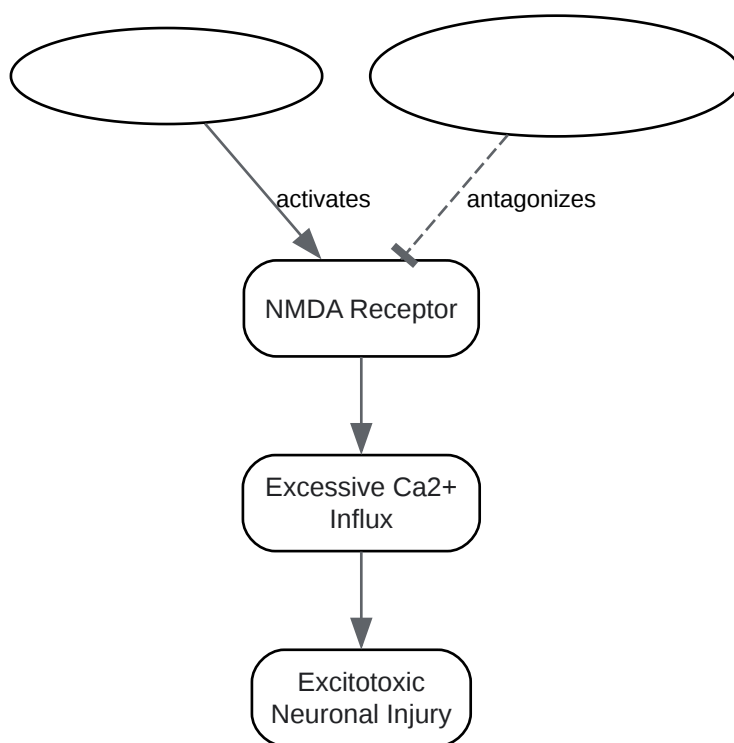 activates
antagonizes
NMDA Receptor
Excessive Ca2+
Influx
Excitotoxic
Neuronal Injury